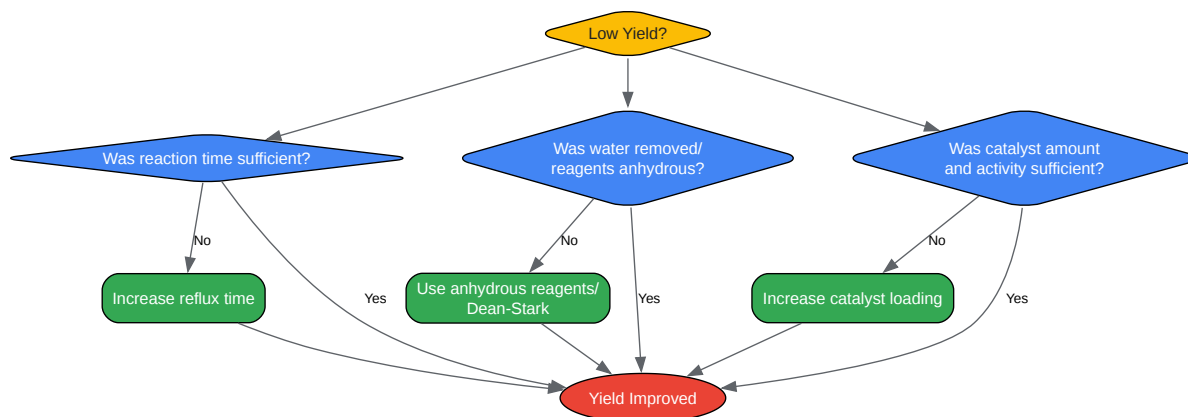 Low Yield?
Was reaction time sufficient?
Was water removed/
reagents anhydrous?
Was catalyst amount
and activity sufficient?
No
No
No
Increase reflux time
Yes
Use anhydrous reagents/
Dean-Stark
Yes
Increase catalyst loading
Yes
Yield Improved